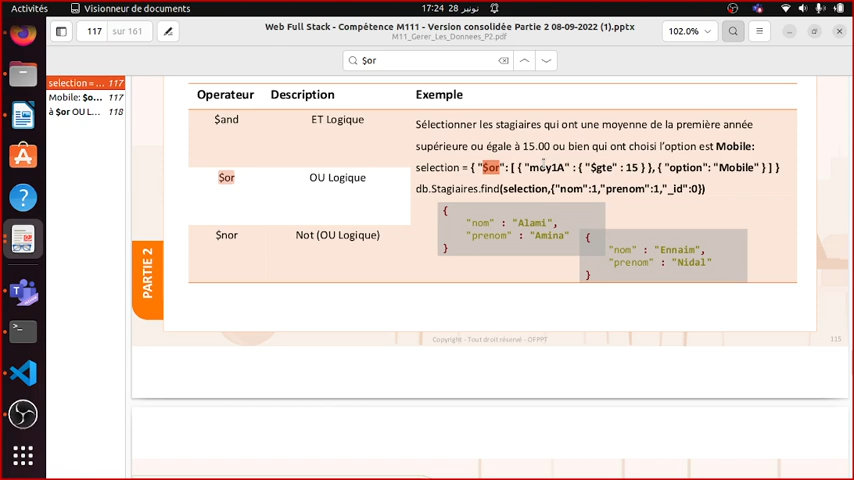 Activités
Visionneur de documents
17:24 28 نونبر
117 sur 161
Web Full Stack - Compétence M111 - Version consolidée Partie 2 08-09-2022 (1).pptx
M11_Gerer_Les_Donnees_P2.pdf
102.0%
$or
selection =... 117
Mobile: $o... 117
à $or OU L... 118
Operateur Description Exemple
$and ET Logique
Sélectionner les stagiaires qui ont une moyenne de la première année
supérieure ou égale à 15.00 ou bien qui ont choisi l'option est Mobile:
selection = { "$or": [ { "moy1A" : { "$gte" : 15 } }, { "option": "Mobile" } ] }
$or OU Logique
db.Stagiaires.find(selection,{"nom":1,"prenom":1,"_id":0})
{
"nom" : "Alami",
"prenom" : "Amina"
}
$nor Not (OU Logique)
{
"nom" : "Ennaim",
"prenom" : "Nidal"
}
PARTIE 2
Copyright - Tout droit réservé - OFPPT
115